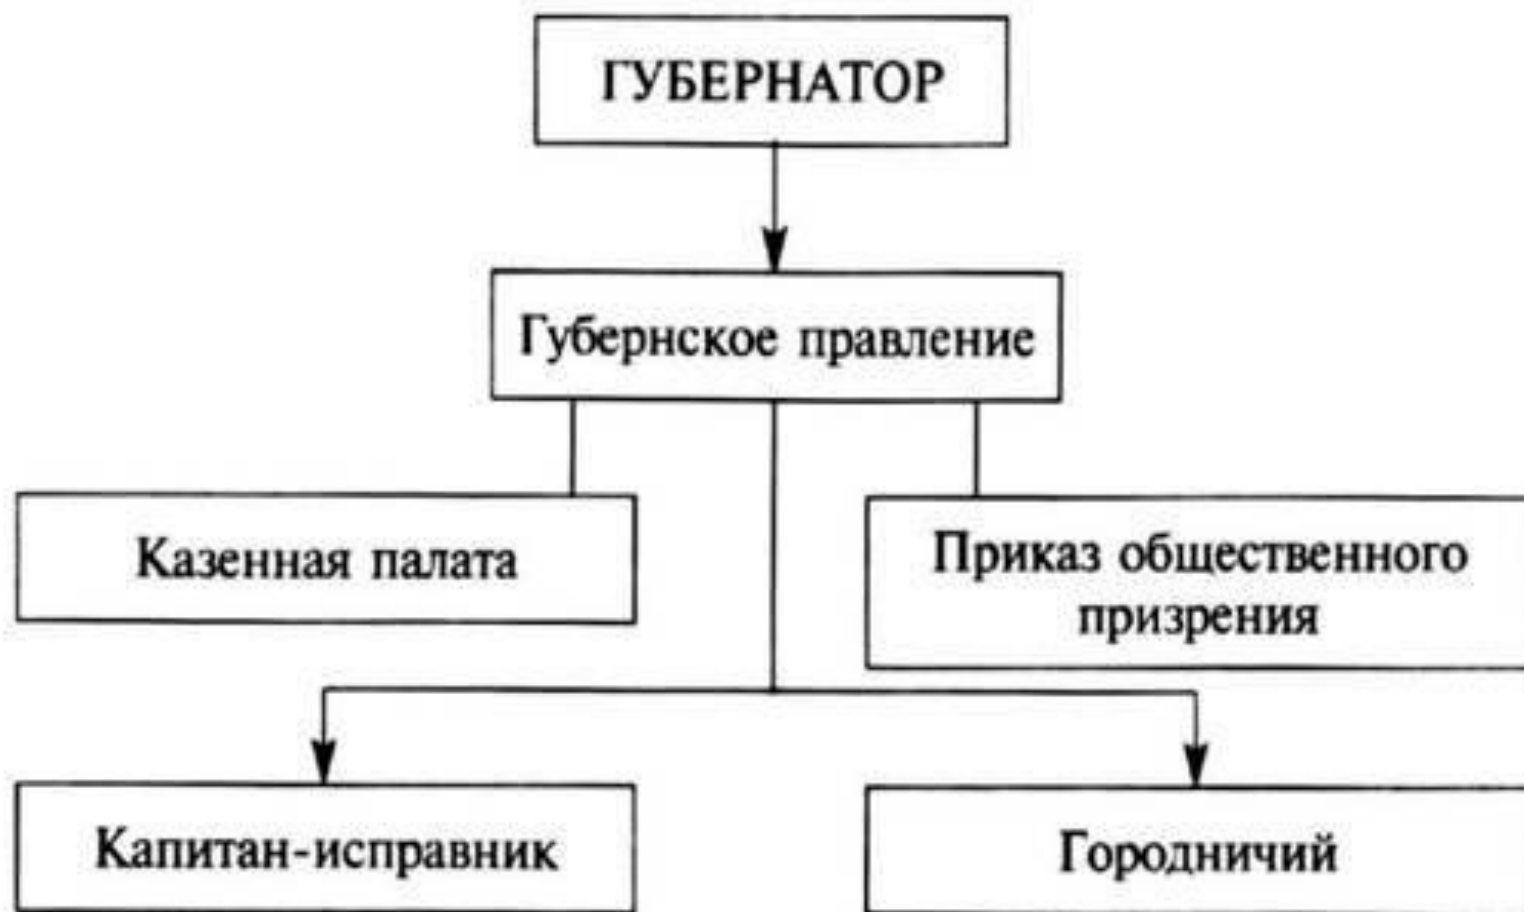 ГУБЕРНАТОР
Губернское правление
Казенная палата
Приказ общественного
призрения
Капитан-исправник
Городничий